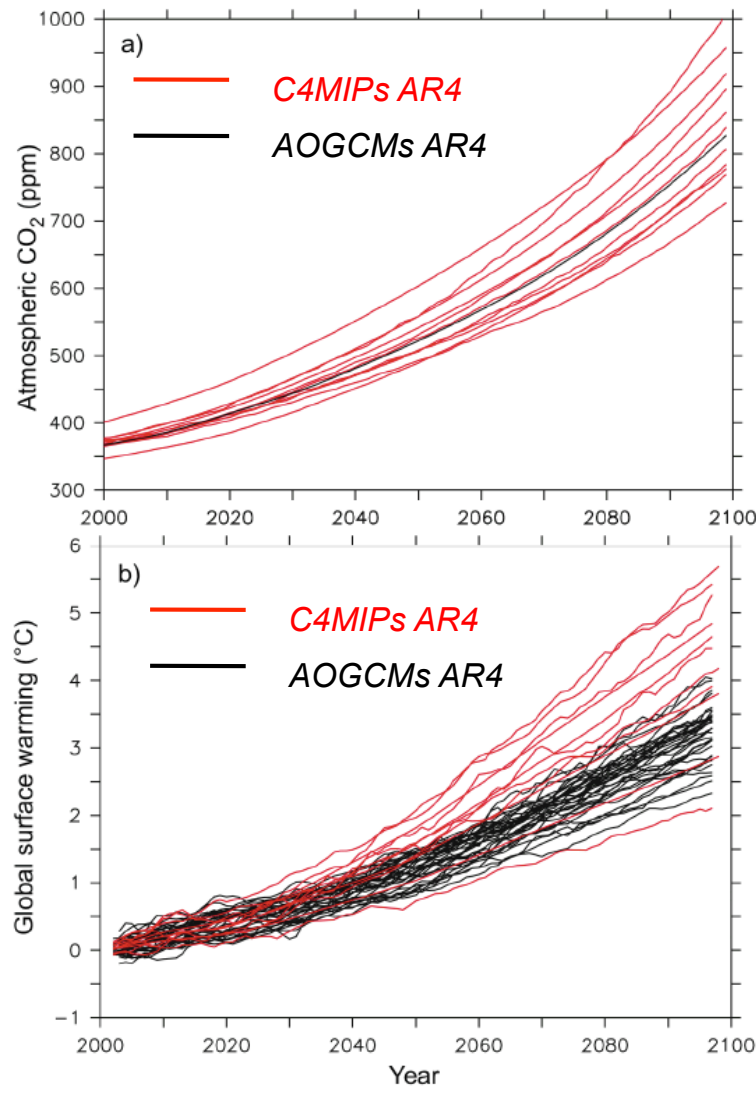 a)
C4MIPs AR4
AOGCMs AR4
Atmospheric CO₂ (ppm)
1000
900
800
700
600
500
400
300
2000 2020 2040 2060 2080 2100
b)
C4MIPs AR4
AOGCMs AR4
Global surface warming (°C)
6
5
4
3
2
1
0
−1
2000 2020 2040 2060 2080 2100
Year